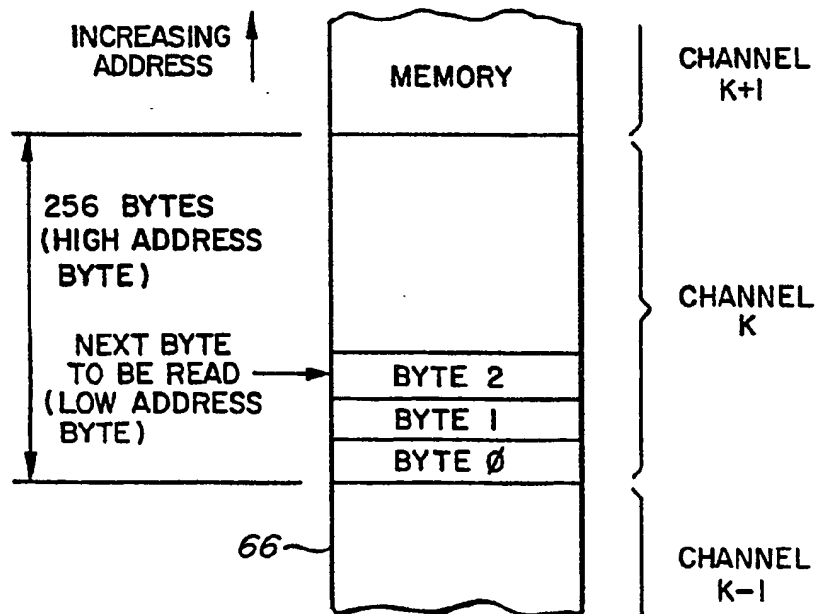 INCREASING
ADDRESS
MEMORY
CHANNEL
K+1
256 BYTES
(HIGH ADDRESS
BYTE)
CHANNEL
K
NEXT BYTE
TO BE READ
(LOW ADDRESS
BYTE)
BYTE 2
BYTE 1
BYTE Ø
66
CHANNEL
K-1